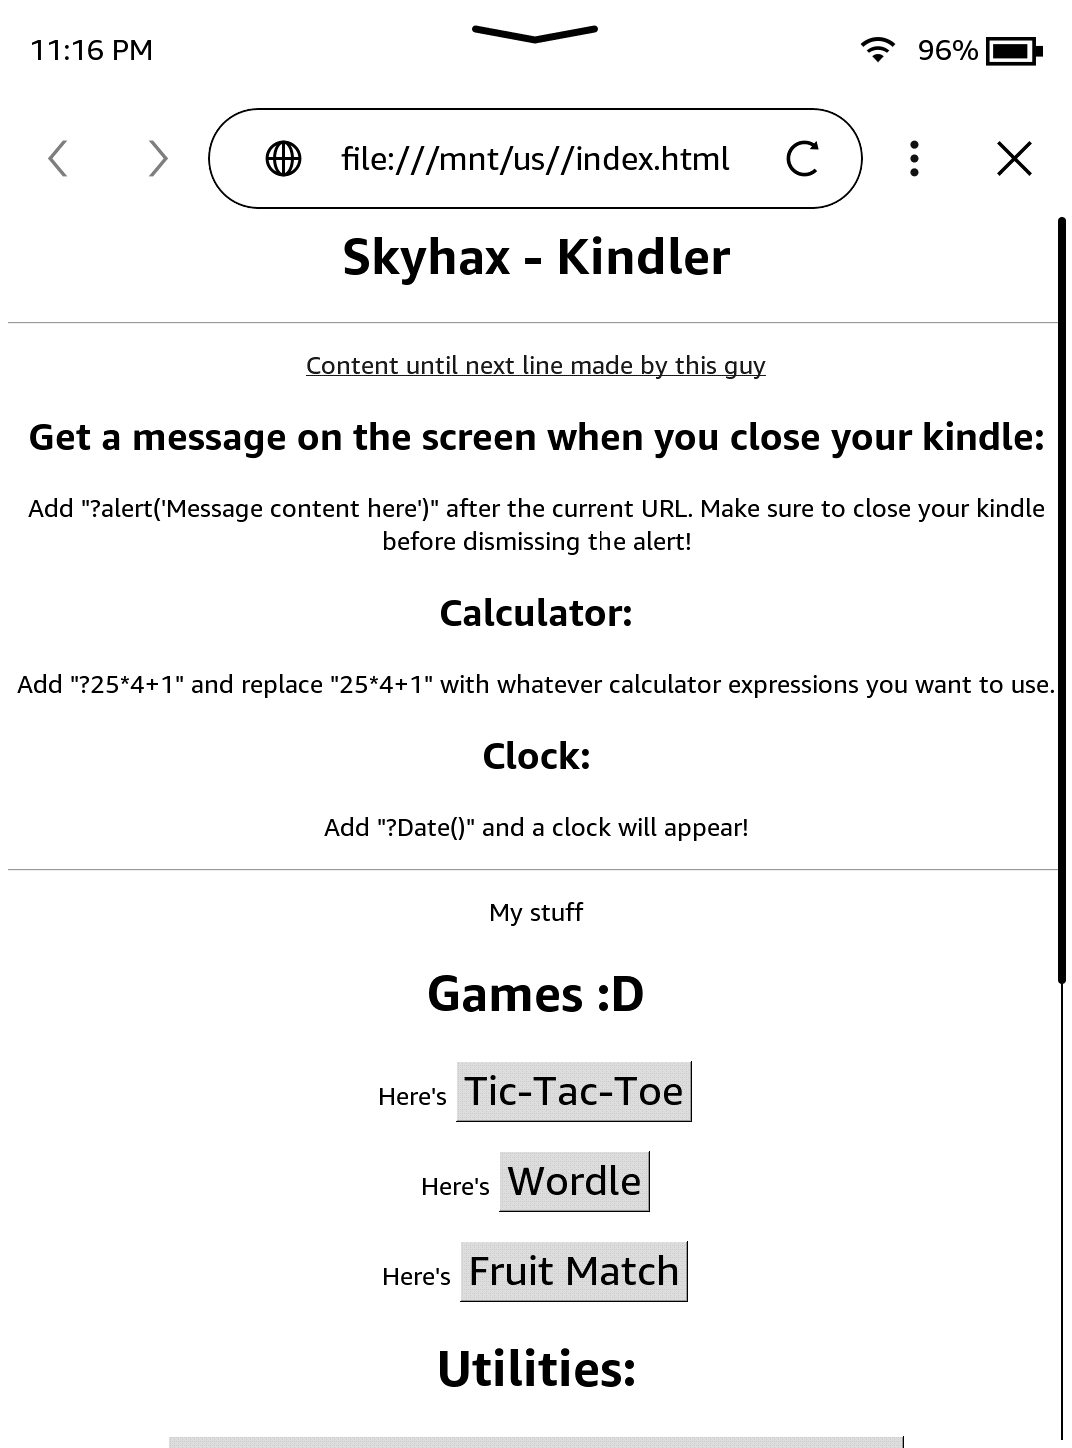 11:16 PM 96%
file:///mnt/us//index.html
Skyhax - Kindler
Content until next line made by this guy
Get a message on the screen when you close your kindle:
Add "?alert('Message content here')" after the current URL. Make sure to close your kindle
before dismissing the alert!
Calculator:
Add "?25*4+1" and replace "25*4+1" with whatever calculator expressions you want to use.
Clock:
Add "?Date()" and a clock will appear!
My stuff
Games :D
Here's Tic-Tac-Toe
Here's Wordle
Here's Fruit Match
Utilities: